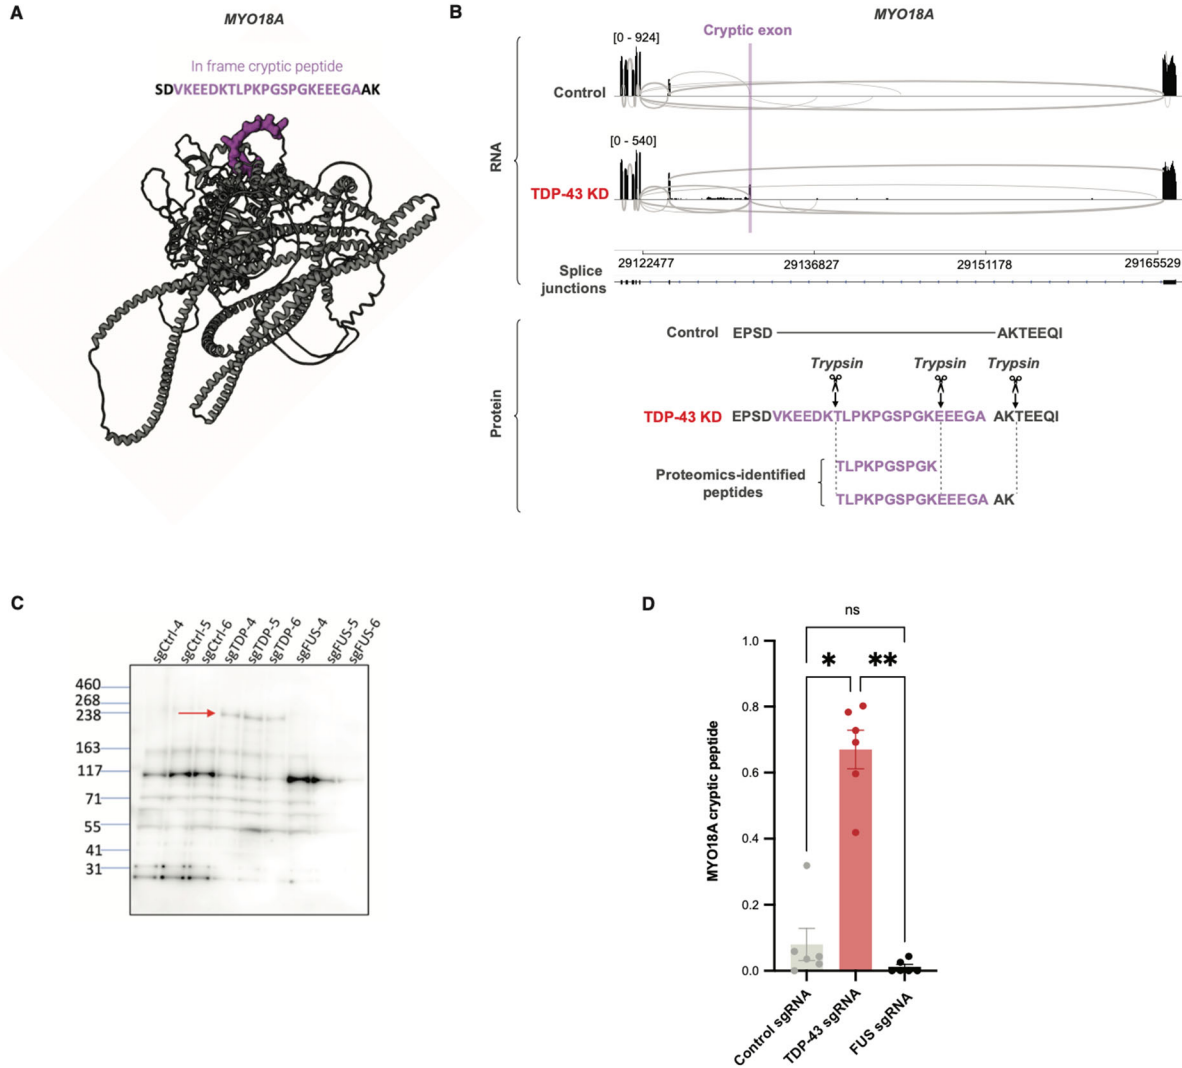 A
MYO18A
In frame cryptic peptide
SDVKEEDKTLPKPGSPGKEEEGAAK
B
MYO18A
Cryptic exon
[0 - 924]
Control
[0 - 540]
RNA
TDP-43 KD
29122477 29136827 29151178 29165529
Splice
junctions
Control EPSD AKTEEQI
Trypsin Trypsin Trypsin
Protein
TDP-43 KD EPSDVKEEDKTLPKPGSPGKEEEGA AKTEEQI
Proteomics-identified
peptides
TLPKPGSPGK
TLPKPGSPGKEEEGA AK
C
sgCtrl-4
sgCtrl-5
sgCtrl-6
sgTDP-4
sgTDP-5
sgTDP-6
sgFUS-4
sgFUS-5
sgFUS-6
460
268
238
163
117
71
55
41
31
D
ns
* **
1.0
0.8
0.6
0.4
0.2
0.0
MYO18A cryptic peptide
Control sgRNA
TDP-43 sgRNA
FUS sgRNA